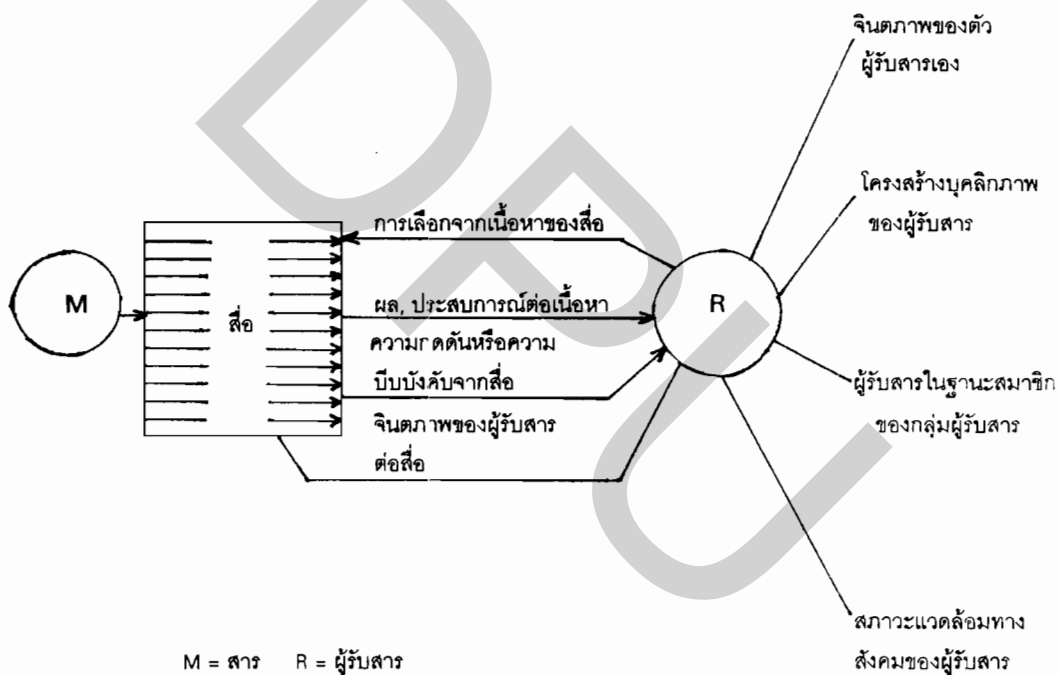 จินตภาพของตัว
ผู้รับสารเอง
โครงสร้างบุคลิกภาพ
ของผู้รับสาร
การเลือกจากเนื้อหาของสื่อ
M
สื่อ
ผล, ประสบการณ์ต่อเนื้อหา
R
ความกดดันหรือความ
บีบบังคับจากสื่อ
จินตภาพของผู้รับสาร
ต่อสื่อ
ผู้รับสารในฐานะสมาชิก
ของกลุ่มผู้รับสาร
สภาวะแวดล้อมทาง
สังคมของผู้รับสาร
M = สาร R = ผู้รับสาร
DPU